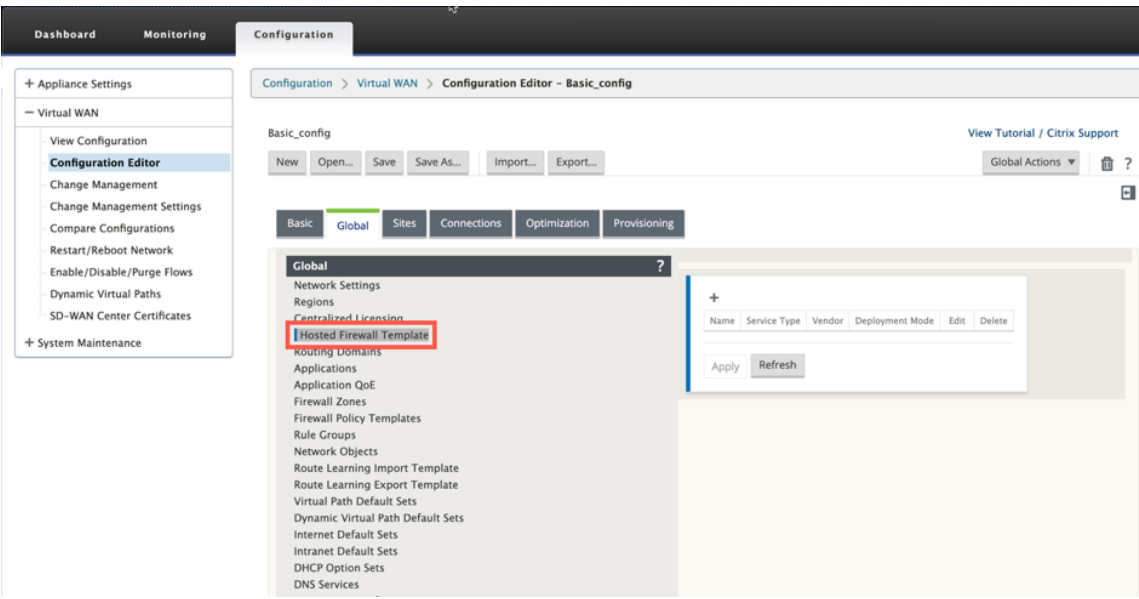 Dashboard Monitoring Configuration
+ Appliance Settings
− Virtual WAN
View Configuration
Configuration Editor
Change Management
Change Management Settings
Compare Configurations
Restart/Reboot Network
Enable/Disable/Purge Flows
Dynamic Virtual Paths
SD-WAN Center Certificates
+ System Maintenance
Configuration > Virtual WAN > Configuration Editor – Basic_config
Basic_config
View Tutorial / Citrix Support
New Open... Save Save As... Import... Export... Global Actions ▼ ?
Basic Global Sites Connections Optimization Provisioning
Global ?
Network Settings
Regions
Centralized Licensing
Hosted Firewall Template
Routing Domains
Applications
Application QoE
Firewall Zones
Firewall Policy Templates
Rule Groups
Network Objects
Route Learning Import Template
Route Learning Export Template
Virtual Path Default Sets
Dynamic Virtual Path Default Sets
Internet Default Sets
Intranet Default Sets
DHCP Option Sets
DNS Services
+
Name Service Type Vendor Deployment Mode Edit Delete
Apply Refresh